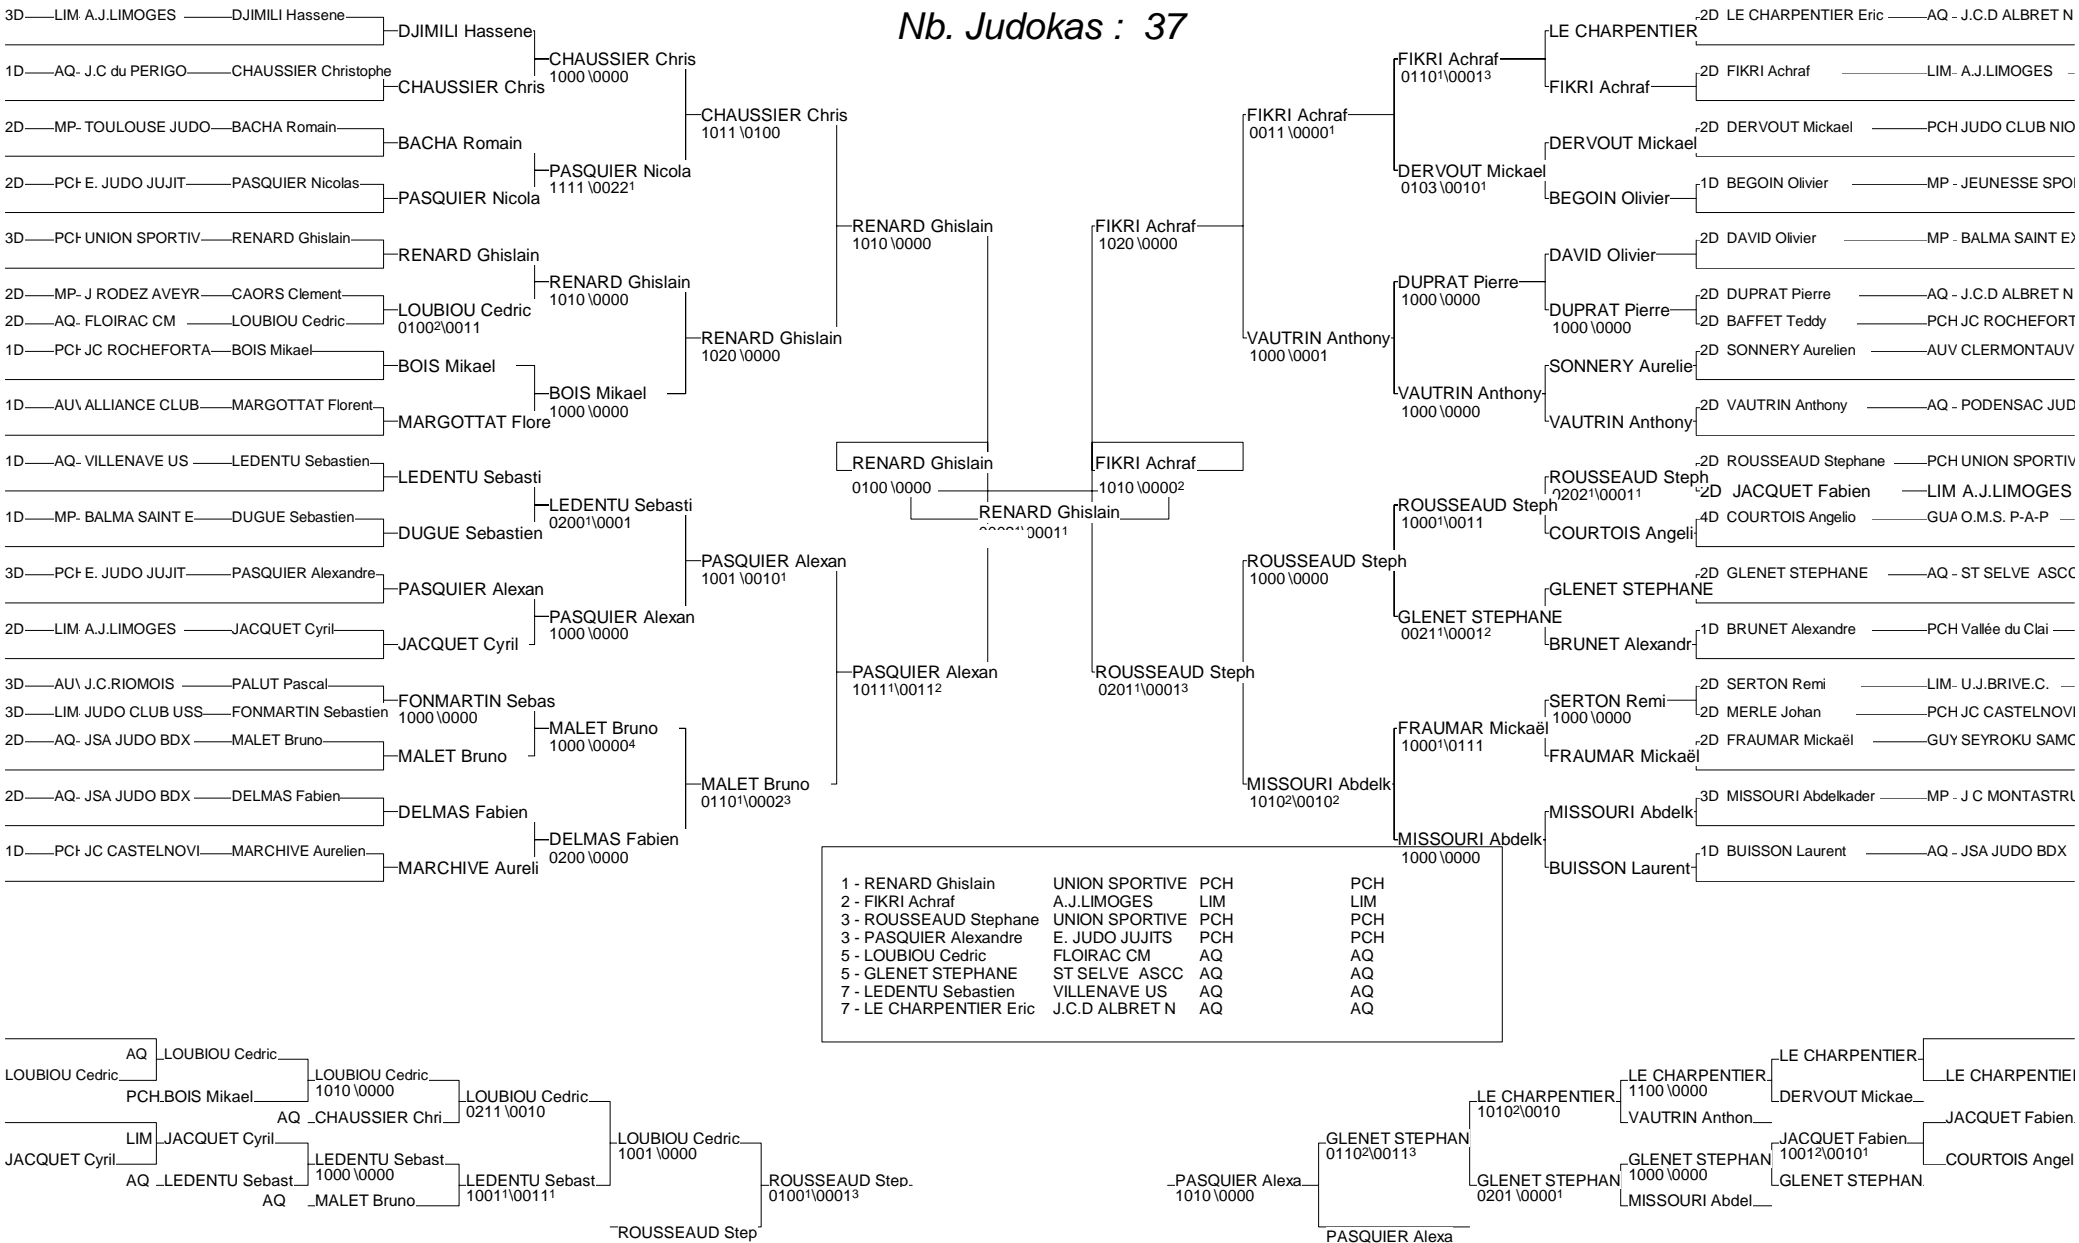 Nb. Judokas : 37
3D LIM A.J.LIMOGES DJIMILI Hassene
1D AQ- J.C du PERIGO CHAUSSIER Christophe
2D MP- TOULOUSE JUDO BACHA Romain
2D PCH E. JUDO JUJIT PASQUIER Nicolas
3D PCH UNION SPORTIV RENARD Ghislain
2D MP- J RODEZ AVEYR CAORS Clement
2D AQ- FLOIRAC CM LOUBIOU Cedric
1D PCH JC ROCHEFORTA BOIS Mikael
1D AUV ALLIANCE CLUB MARGOTTAT Florent
1D AQ- VILLENAVE US LEDENTU Sebastien
1D MP- BALMA SAINT E DUGUE Sebastien
3D PCH E. JUDO JUJIT PASQUIER Alexandre
2D LIM A.J.LIMOGES JACQUET Cyril
3D AUV J.C.RIOMOIS PALUT Pascal
3D LIM JUDO CLUB USS FONMARTIN Sebastien
2D AQ- JSA JUDO BDX MALET Bruno
2D AQ- JSA JUDO BDX DELMAS Fabien
1D PCH JC CASTELNOVI MARCHIVE Aurelien
DJIMILI Hassene
CHAUSSIER Chris
BACHA Romain
PASQUIER Nicola
RENARD Ghislain
LOUBIOU Cedric
0100²\0011
BOIS Mikael
MARGOTTAT Flore
LEDENTU Sebasti
DUGUE Sebastien
PASQUIER Alexan
JACQUET Cyril
FONMARTIN Sebas
1000 \0000
MALET Bruno
DELMAS Fabien
MARCHIVE Aureli
CHAUSSIER Chris
1000 \0000
PASQUIER Nicola
1111 \0022¹
RENARD Ghislain
1010 \0000
BOIS Mikael
1000 \0000
LEDENTU Sebasti
0200¹\0001
PASQUIER Alexan
1000 \0000
MALET Bruno
1000 \0000⁴
DELMAS Fabien
0200 \0000
CHAUSSIER Chris
1011 \0100
RENARD Ghislain
1020 \0000
PASQUIER Alexan
1001 \0010¹
MALET Bruno
0110¹\0002³
RENARD Ghislain
1010 \0000
PASQUIER Alexan
1011¹\0011²
RENARD Ghislain
0100 \0000
FIKRI Achraf
1010 \0000²
RENARD Ghislain
\0001¹
FIKRI Achraf
1020 \0000
ROUSSEAUD Steph
0201¹\0001³
FIKRI Achraf
0011 \0000¹
VAUTRIN Anthony
1000 \0001
ROUSSEAUD Steph
1000 \0000
MISSOURI Abdelk
1010²\0010²
FIKRI Achraf
0110¹\0001³
DERVOUT Mickael
0103 \0010¹
DUPRAT Pierre
1000 \0000
VAUTRIN Anthony
1000 \0000
ROUSSEAUD Steph
1000¹\0011
GLENET STEPHANE
0021¹\0001²
FRAUMAR Mickaël
1000¹\0111
MISSOURI Abdelk
1000 \0000
LE CHARPENTIER
FIKRI Achraf
DERVOUT Mickael
BEGOIN Olivier
DAVID Olivier
DUPRAT Pierre
1000 \0000
SONNERY Aurelie
VAUTRIN Anthony
ROUSSEAUD Steph
0202¹\0001¹
COURTOIS Angeli
GLENET STEPHANE
BRUNET Alexandr
SERTON Remi
1000 \0000
FRAUMAR Mickaël
MISSOURI Abdelk
BUISSON Laurent
2D LE CHARPENTIER Eric AQ - J.C.D ALBRET N
2D FIKRI Achraf LIM- A.J.LIMOGES
2D DERVOUT Mickael PCH JUDO CLUB NIO
1D BEGOIN Olivier MP - JEUNESSE SPO
2D DAVID Olivier MP - BALMA SAINT EX
2D DUPRAT Pierre AQ - J.C.D ALBRET N
2D BAFFET Teddy PCH JC ROCHEFORT
2D SONNERY Aurelien AUV CLERMONTAUV
2D VAUTRIN Anthony AQ - PODENSAC JUD
2D ROUSSEAUD Stephane PCH UNION SPORTIV
2D JACQUET Fabien LIM A.J.LIMOGES
4D COURTOIS Angelio GUA O.M.S. P-A-P
2D GLENET STEPHANE AQ - ST SELVE ASCC
1D BRUNET Alexandre PCH Vallée du Clai
2D SERTON Remi LIM- U.J.BRIVE.C.
2D MERLE Johan PCH JC CASTELNOVI
2D FRAUMAR Mickaël GUY SEYROKU SAMO
3D MISSOURI Abdelkader MP - J C MONTASTRU
1D BUISSON Laurent AQ - JSA JUDO BDX
1 - RENARD Ghislain UNION SPORTIVE PCH PCH
2 - FIKRI Achraf A.J.LIMOGES LIM LIM
3 - ROUSSEAUD Stephane UNION SPORTIVE PCH PCH
3 - PASQUIER Alexandre E. JUDO JUJITS PCH PCH
5 - LOUBIOU Cedric FLOIRAC CM AQ AQ
5 - GLENET STEPHANE ST SELVE ASCC AQ AQ
7 - LEDENTU Sebastien VILLENAVE US AQ AQ
7 - LE CHARPENTIER Eric J.C.D ALBRET N AQ AQ
LOUBIOU Cedric
JACQUET Cyril
AQ LOUBIOU Cedric
PCH BOIS Mikael
LIM JACQUET Cyril
AQ LEDENTU Sebast
LOUBIOU Cedric
1010 \0000
AQ CHAUSSIER Chri
LEDENTU Sebast
1000 \0000
AQ MALET Bruno
LOUBIOU Cedric
0211 \0010
LEDENTU Sebast
1001¹\0011¹
LOUBIOU Cedric
1001 \0000
ROUSSEAUD Step
ROUSSEAUD Step
0100¹\0001³
PASQUIER Alexa
1010 \0000
GLENET STEPHAN
0110²\0011³
PASQUIER Alexa
LE CHARPENTIER
1010²\0010
GLENET STEPHAN
0201 \0000¹
LE CHARPENTIER
1100 \0000
VAUTRIN Anthon
GLENET STEPHAN
1000 \0000
MISSOURI Abdel
LE CHARPENTIER
DERVOUT Mickae
JACQUET Fabien
1001²\0010¹
GLENET STEPHAN
LE CHARPENTIE
JACQUET Fabien
COURTOIS Angel